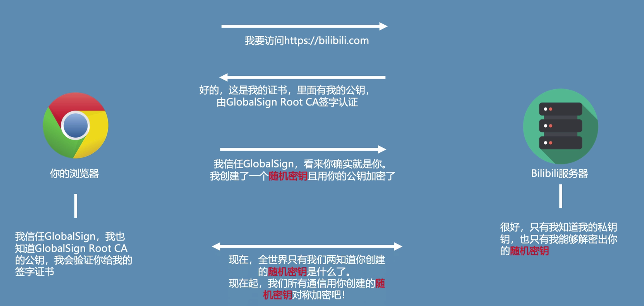 我要访问https://bilibili.com
好的，这是我的证书，里面有我的公钥，
由GlobalSign Root CA签字认证
你的浏览器
我信任GlobalSign，看来你确实就是你。
我创建了一个随机密钥且用你的公钥加密了
Bilibili服务器
我信任GlobalSign，我也
知道GlobalSign Root CA
的公钥，我会验证你给我的
签字证书
很好，只有我知道我的私钥
钥，也只有我能够解密出你
的随机密钥
现在，全世界只有我们两知道你创建
的随机密钥是什么了。
现在起，我们所有通信用你创建的随
机密钥对称加密吧！